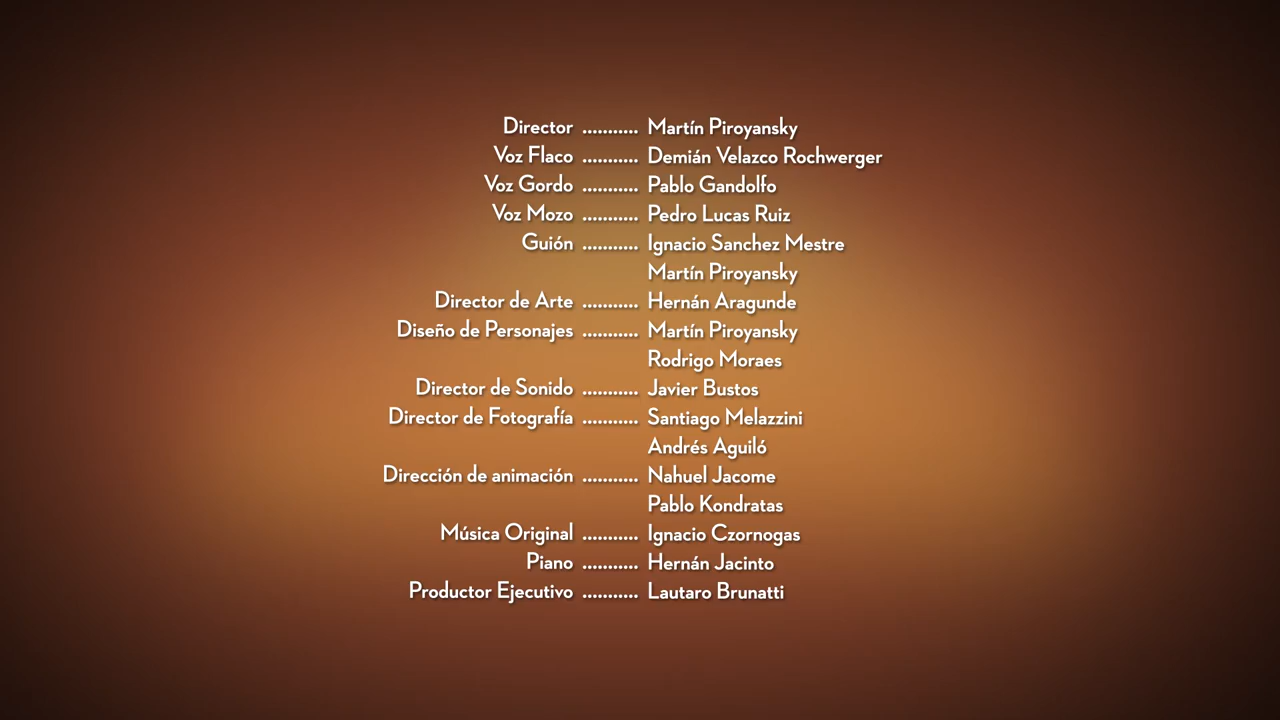 Director ........... Martín Piroyansky
Voz Flaco ........... Demián Velazco Rochwerger
Voz Gordo ........... Pablo Gandolfo
Voz Mozo ........... Pedro Lucas Ruiz
Guión ........... Ignacio Sanchez Mestre
Martín Piroyansky
Director de Arte ........... Hernán Aragunde
Diseño de Personajes ........... Martín Piroyansky
Rodrigo Moraes
Director de Sonido ........... Javier Bustos
Director de Fotografía ........... Santiago Melazzini
Andrés Aguiló
Dirección de animación ........... Nahuel Jacome
Pablo Kondratas
Música Original ........... Ignacio Czornogas
Piano ........... Hernán Jacinto
Productor Ejecutivo ........... Lautaro Brunatti